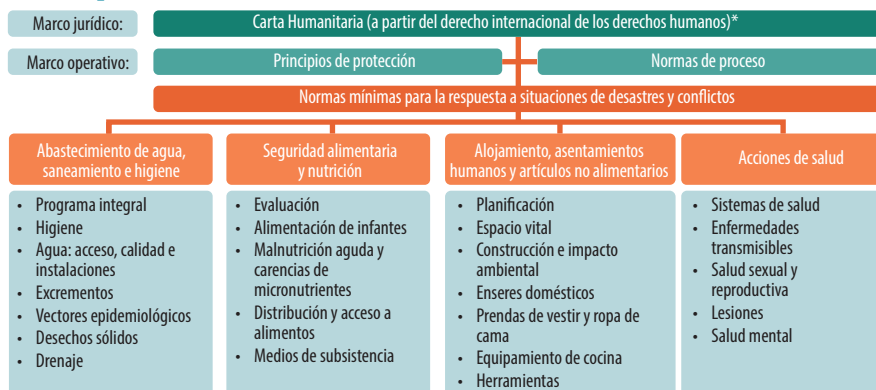 Marco jurídico:
Carta Humanitaria (a partir del derecho internacional de los derechos humanos)*
Marco operativo:
Principios de protección
Normas de proceso
Normas mínimas para la respuesta a situaciones de desastres y conflictos
Abastecimiento de agua,
saneamiento e higiene
• Programa integral
• Higiene
• Agua: acceso, calidad e
instalaciones
• Excrementos
• Vectores epidemiológicos
• Desechos sólidos
• Drenaje
Seguridad alimentaria
y nutrición
• Evaluación
• Alimentación de infantes
• Malnutrición aguda y
carencias de
micronutrientes
• Distribución y acceso a
alimentos
• Medios de subsistencia
Alojamiento, asentamientos
humanos y artículos no alimentarios
• Planificación
• Espacio vital
• Construcción e impacto
ambiental
• Enseres domésticos
• Prendas de vestir y ropa de
cama
• Equipamiento de cocina
• Herramientas
Acciones de salud
• Sistemas de salud
• Enfermedades
transmisibles
• Salud sexual y
reproductiva
• Lesiones
• Salud mental